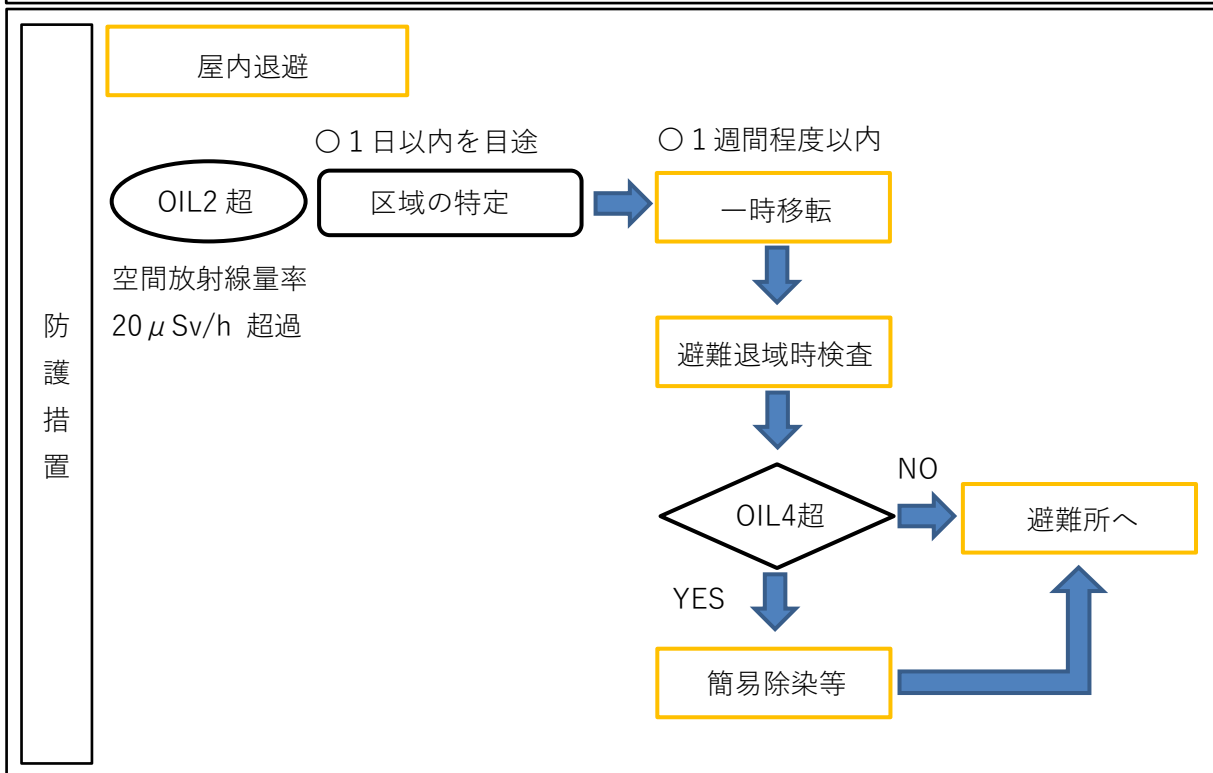 防護措置
屋内退避
○１日以内を目途
○１週間程度以内
OIL2 超
区域の特定
一時移転
空間放射線量率
20μSv/h 超過
避難退域時検査
OIL4超
NO
避難所へ
YES
簡易除染等